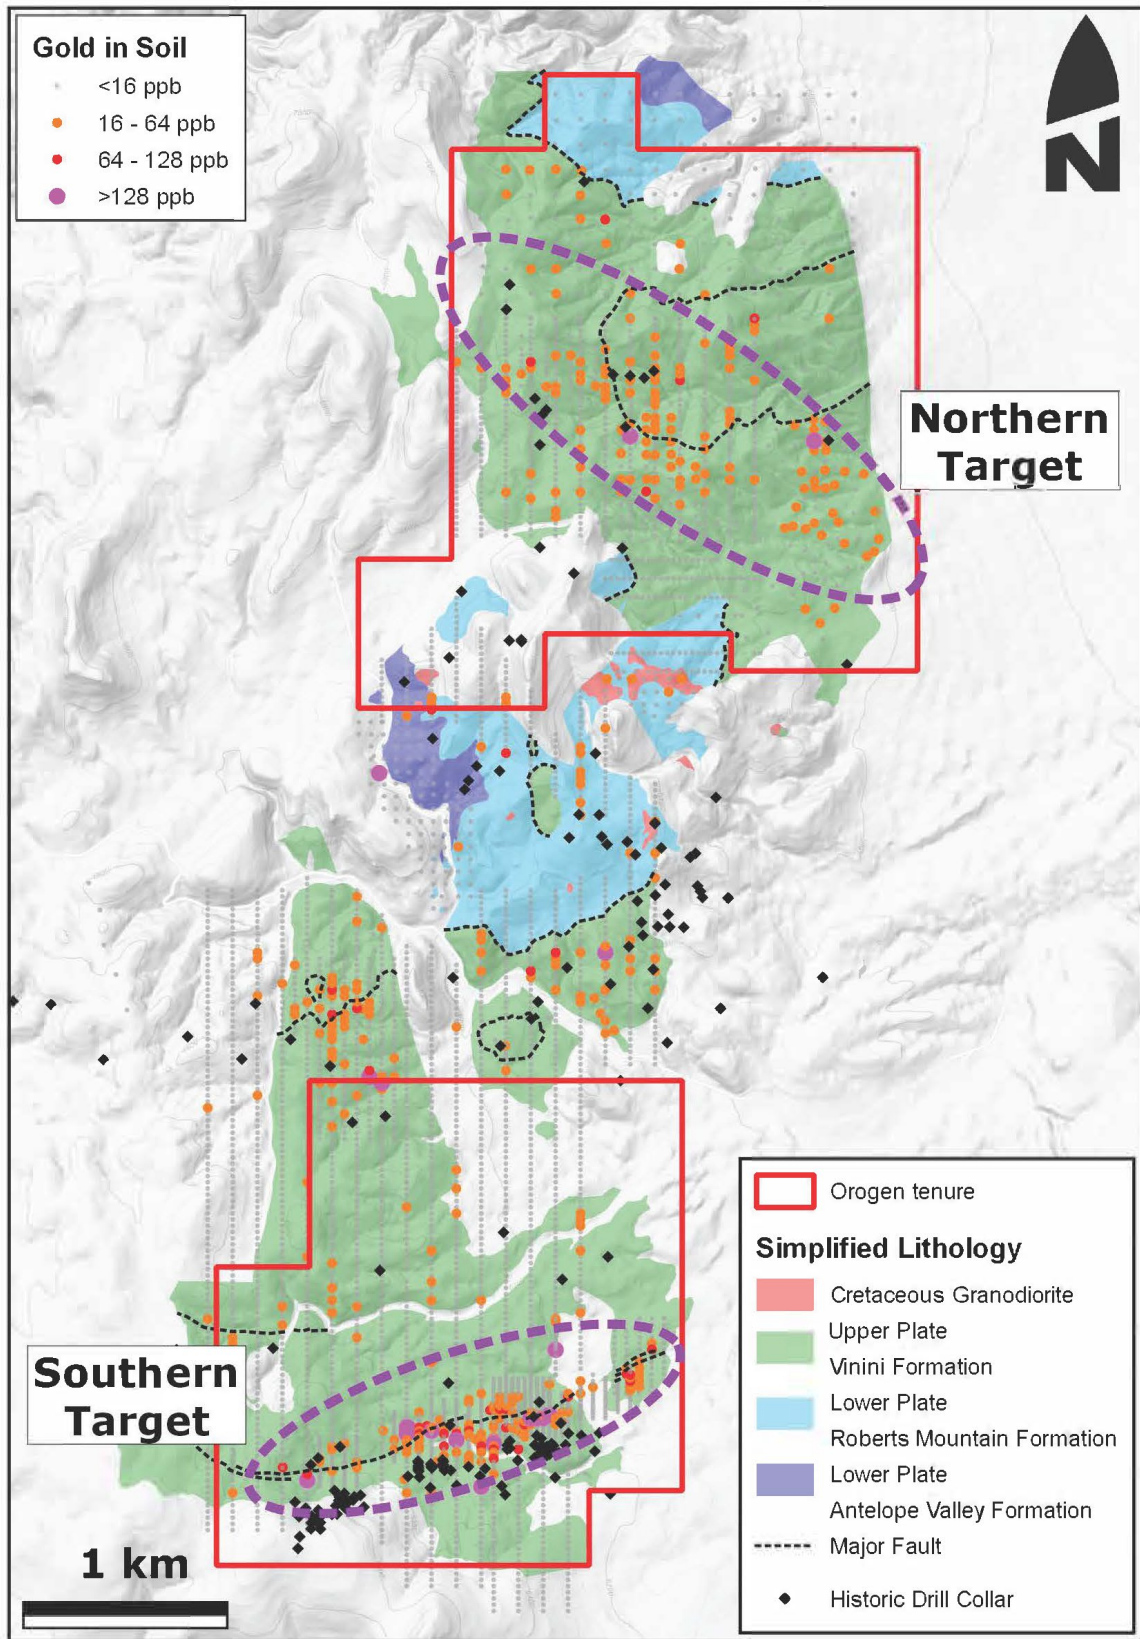 Gold in Soil
<16 ppb
16 - 64 ppb
64 - 128 ppb
>128 ppb
N
Northern
Target
Southern
Target
1 km
Orogen tenure
Simplified Lithology
Cretaceous Granodiorite
Upper Plate
Vinini Formation
Lower Plate
Roberts Mountain Formation
Lower Plate
Antelope Valley Formation
Major Fault
Historic Drill Collar